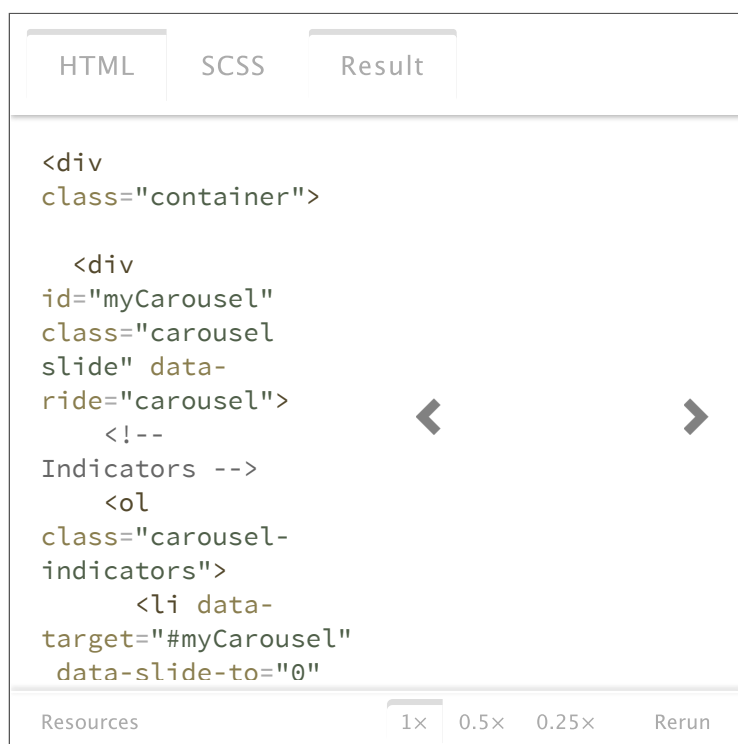 HTML SCSS Result
<div
class="container">
<div
id="myCarousel"
class="carousel
slide" data-
ride="carousel">
<!--
Indicators -->
<ol
class="carousel-
indicators">
<li data-
target="#myCarousel"
data-slide-to="0"
Resources 1× 0.5× 0.25× Rerun